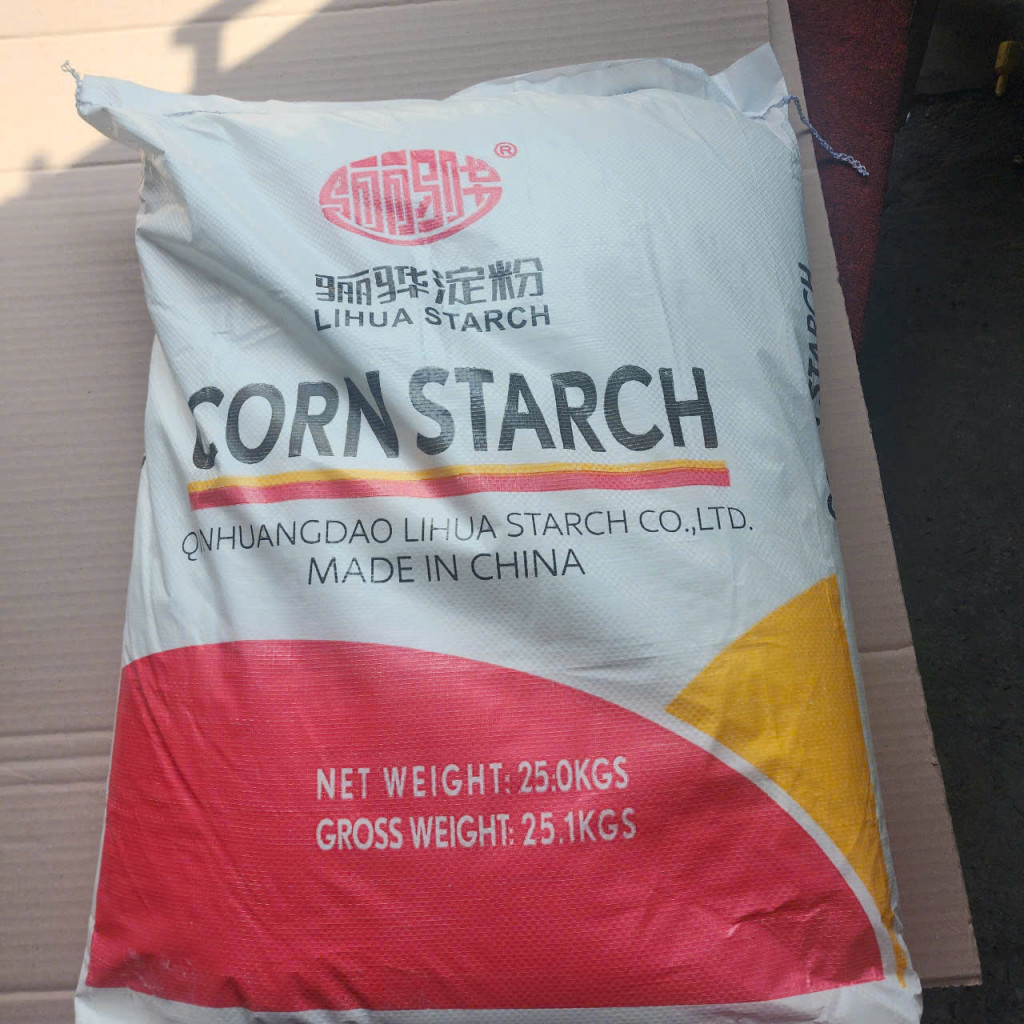 骊骅
®
骊骅淀粉
LIHUA STARCH
CORN STARCH
QINHUANGDAO LIHUA STARCH CO.,LTD.
MADE IN CHINA
NET WEIGHT: 25.0KGS
GROSS WEIGHT: 25.1KGS
STARCH